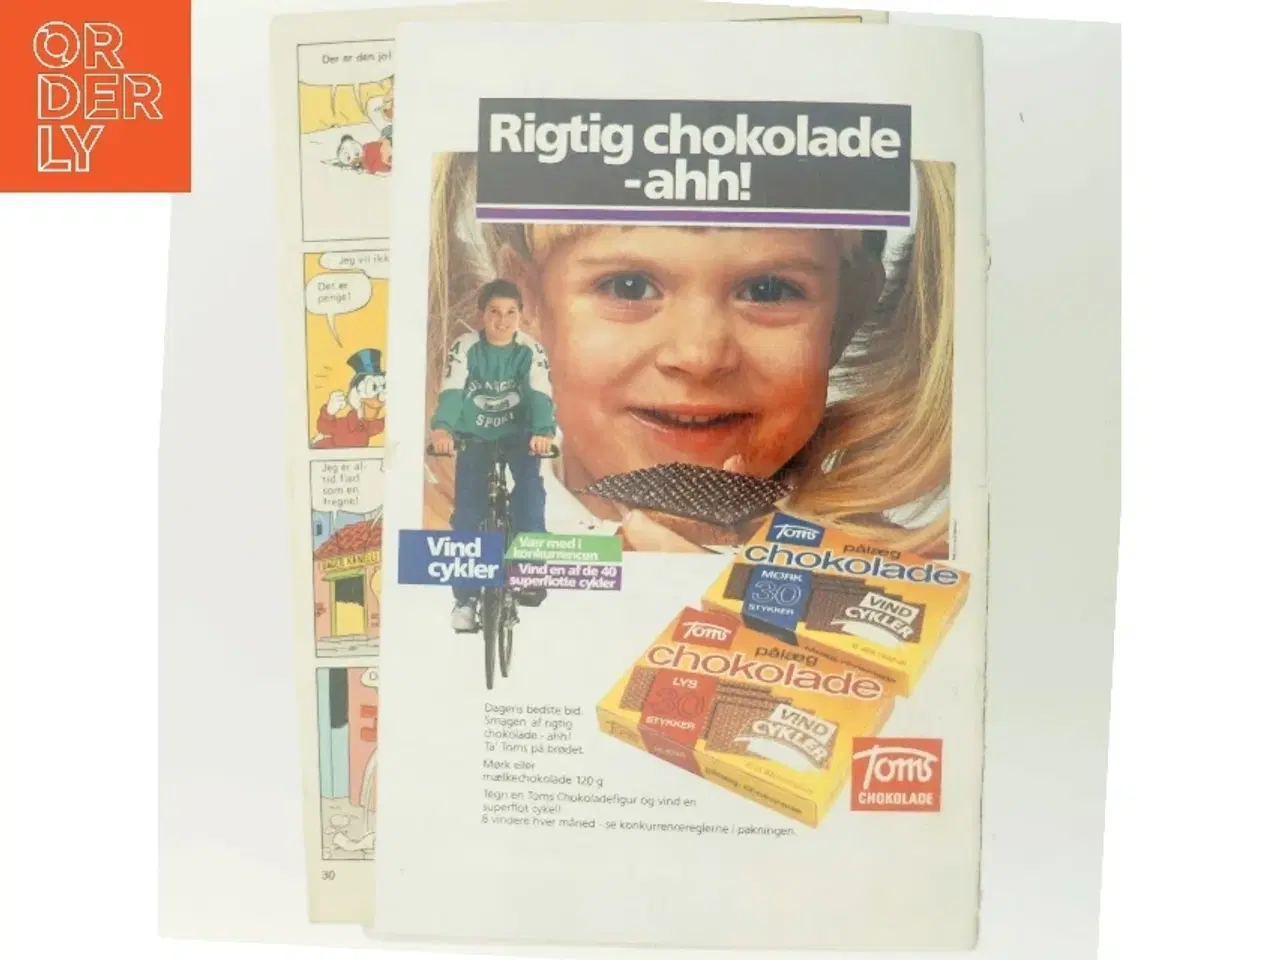 ORDERLY
Der er den jo!
Jeg vil ikk
Det er
penge!
Jeg er al-
tid flad
som en
tregne!
30
Rigtig chokolade
-ahh!
SPORT
Vind
cykler
Vær med i
konkurrencen
Vind en af de 40
superflotte cykler
Toms
pålæg
chokolade
MØRK
30
STYKKER
VIND
CYKLER
Toms
pålæg
chokolade
LYS
30
STYKKER
VIND
CYKLER
Dagens bedste bid.
Smagen af rigtig
chokolade - ahh!
Ta' Toms på brødet.
Mørk eller
mælkechokolade 120 g
Tegn en Toms Chokoladefigur og vind en
superflot cykel!
8 vindere hver måned - se konkurrencereglerne i pakningen.
Toms
CHOKOLADE